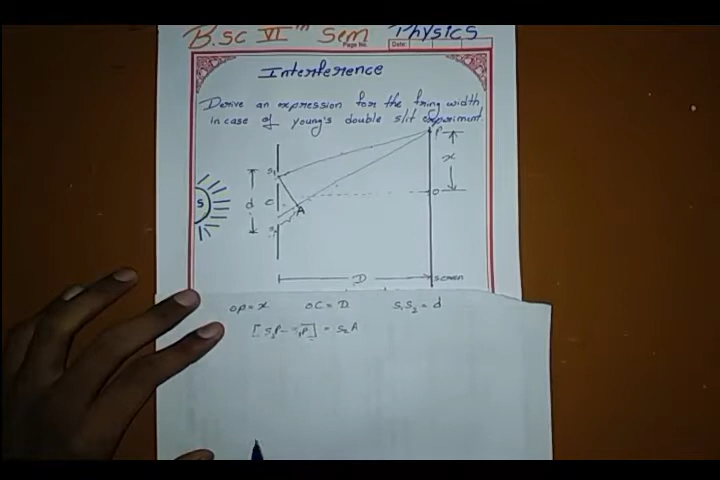 B.sc VI th Sem Physics
Page No. Date:
Interference
Derive an expression for the fring width
in case of young's double slit experiment.
P
x
S1
S
d
C
A
O
S2
D
screen
OP = x OC = D S1S2 = d
[S2P - S1P] = S2A